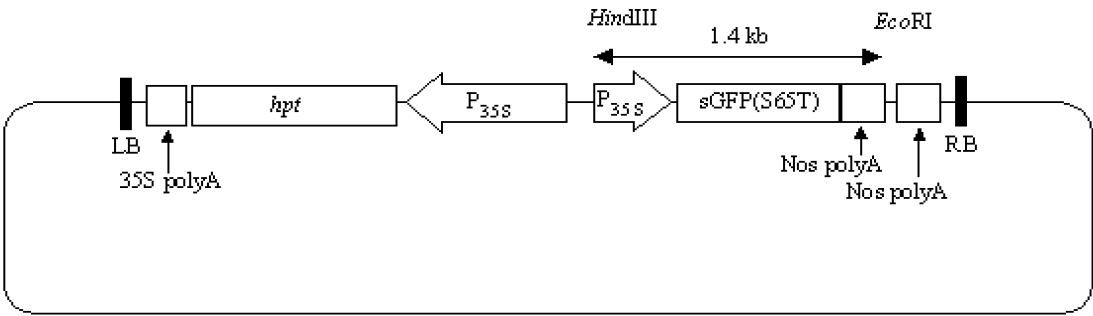 HindIII
EcoRI
1.4 kb
hpt
P35S
P35S
sGFP(S65T)
LB
RB
35S polyA
Nos polyA
Nos polyA